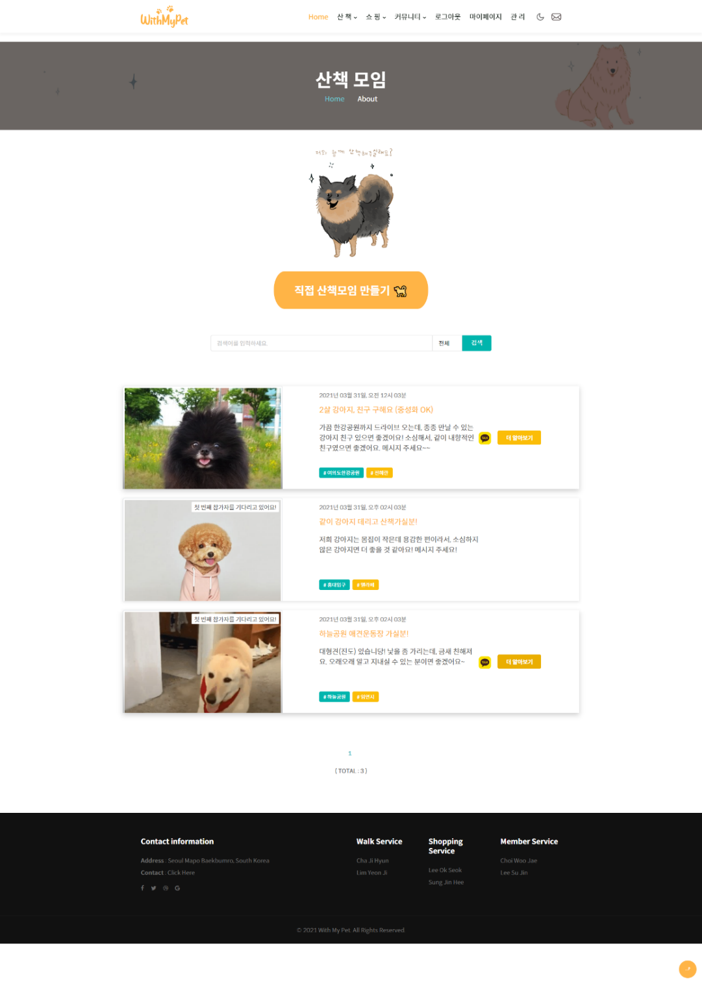 WithMyPet
Home 산 책 쇼 핑 커뮤니티 로그아웃 마이페이지 관 리
산책 모임
Home About
저와 함께 산책해주실래요?
직접 산책모임 만들기
검색어를 입력하세요. 전체 검색
2021년 03월 31일, 오전 12시 03분
2살 강아지, 친구 구해요 (중성화 OK)
가끔 한강공원까지 드라이브 오는데, 종종 만날 수 있는
강아지 친구 있으면 좋겠어요! 소심해서, 같이 내향적인
친구였으면 좋겠어요. 메시지 주세요~~
TALK 더 알아보기
# 여의도한강공원
첫 번째 참가자를 기다리고 있어요!
2021년 03월 31일, 오후 02시 03분
같이 강아지 데리고 산책가실분!
저희 강아지는 몸집이 작은데 용감한 편이라서, 소심하지
않은 강아지면 더 좋을 것 같아요! 메시지 주세요!
# 홍대입구
첫 번째 참가자를 기다리고 있어요!
2021년 03월 31일, 오후 02시 03분
하늘공원 애견운동장 가실분!
대형견(진도) 있습니당! 낯을 좀 가리는데, 금새 친해져
요. 오래오래 알고 지내실 수 있는 분이면 좋겠어요~
TALK 더 알아보기
# 하늘공원 # 임연지
1
( TOTAL : 3 )
Contact information
Address : Seoul Mapo Baekbumro, South Korea
Contact : Click Here
Walk Service
Cha Ji Hyun
Lim Yeon Ji
Shopping
Service
Lee Ok Seok
Sung Jin Hee
Member Service
Choi Woo Jae
Lee Su Jin
© 2021 With My Pet. All Rights Reserved.